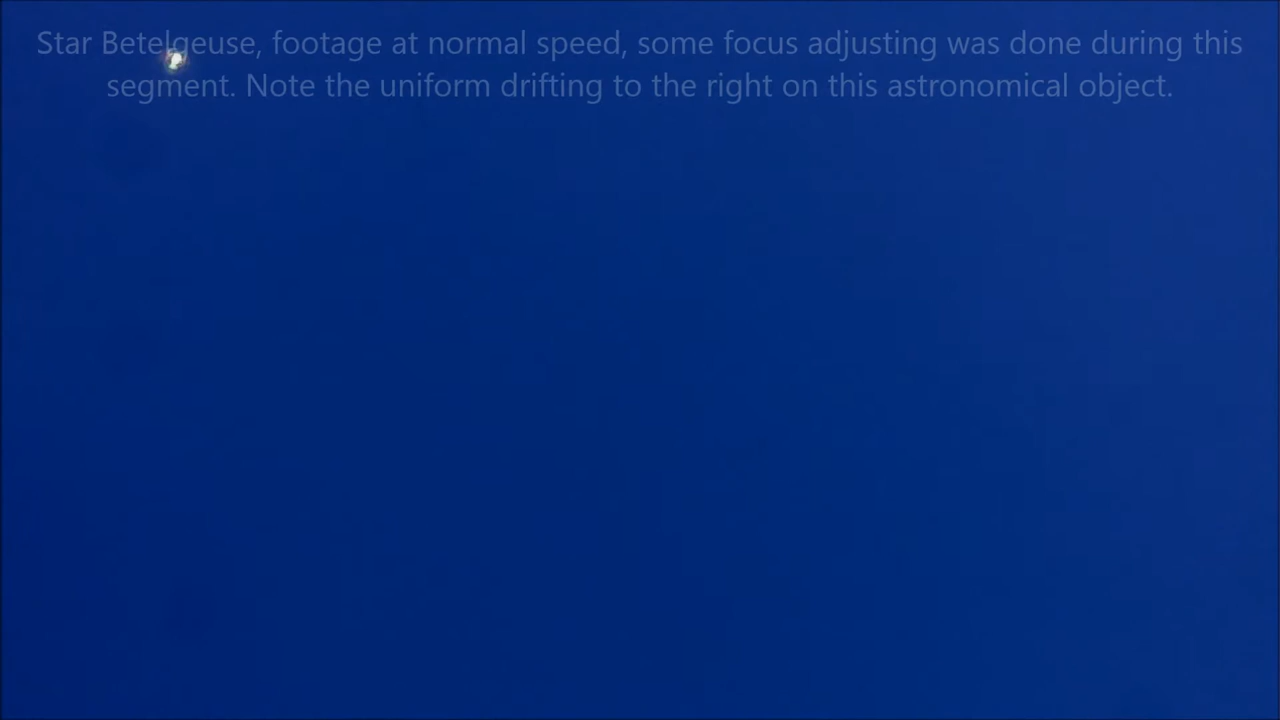 Star Betelgeuse, footage at normal speed, some focus adjusting was done during this
segment. Note the uniform drifting to the right on this astronomical object.